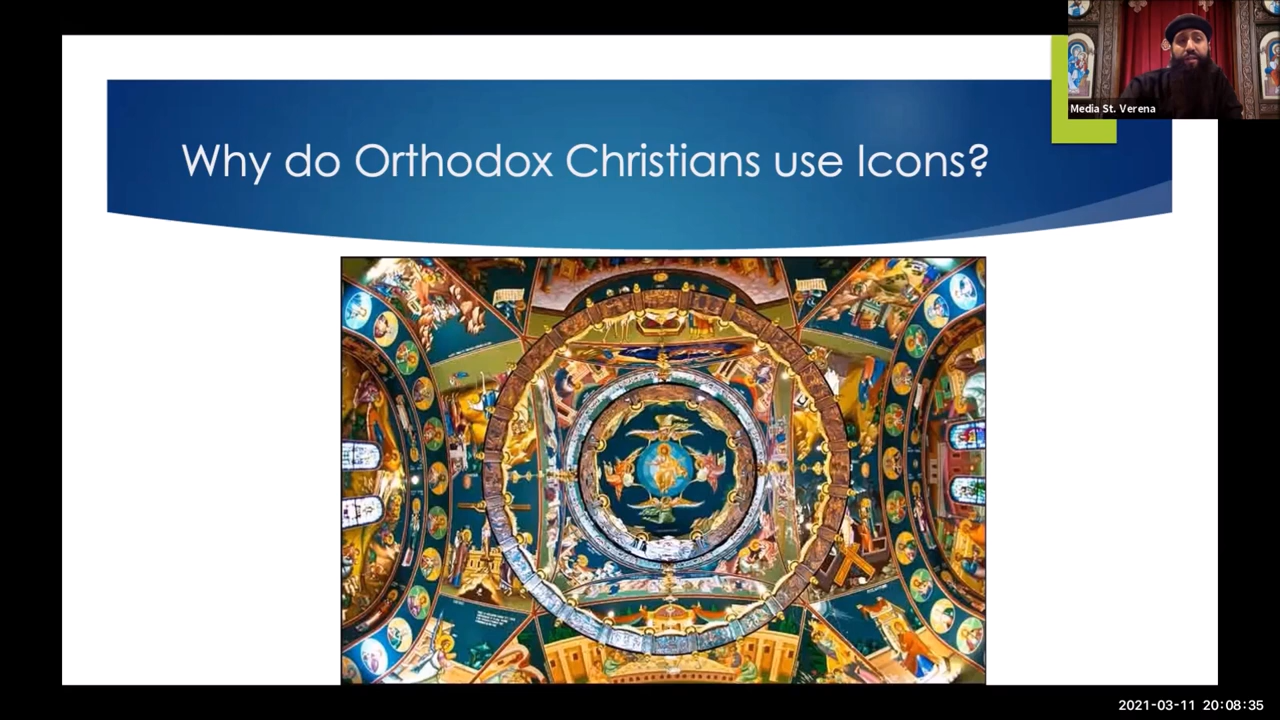 Why do Orthodox Christians use Icons?
Media St. Verena
2021-03-11 20:08:35